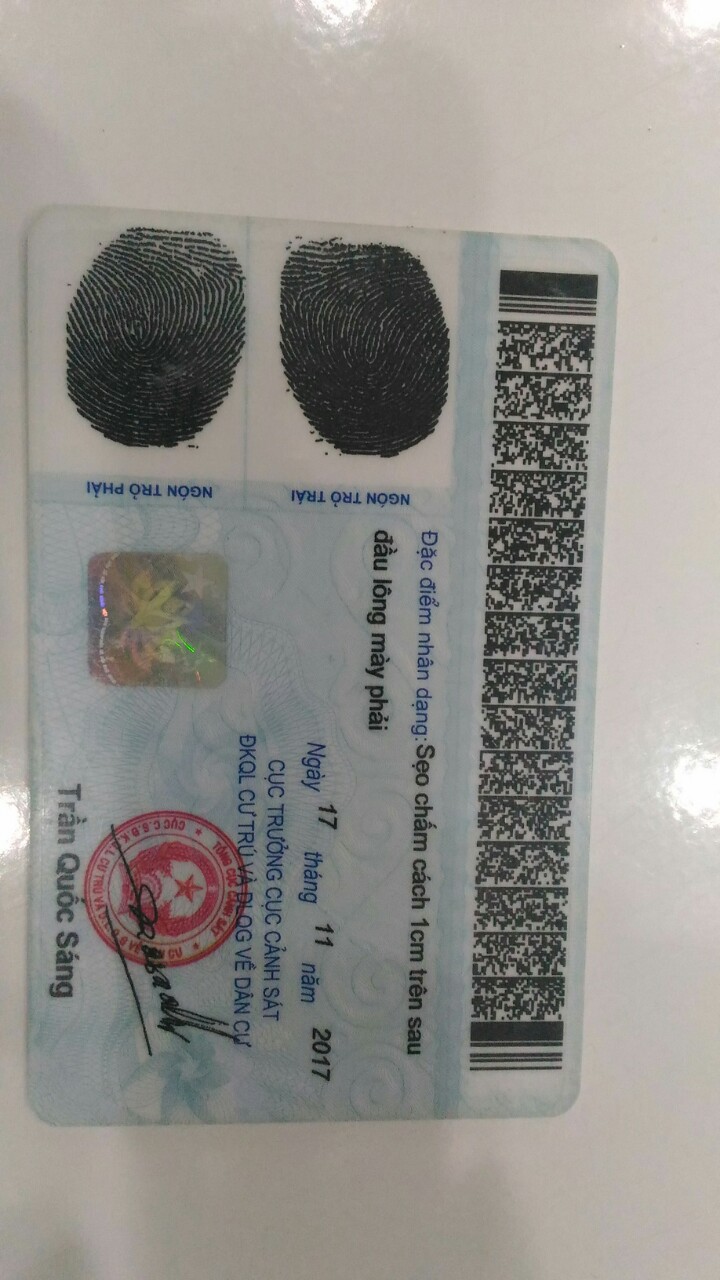 Đặc điểm nhân dạng: Sẹo chấm cách 1cm trên sau
đầu lông mày phải
NGÓN TRỎ TRÁI
NGÓN TRỎ PHẢI
Ngày 17 tháng 11 năm 2017
CỤC TRƯỞNG CỤC CẢNH SÁT
ĐKQL CƯ TRÚ VÀ DLQG VỀ DÂN CƯ
TỔNG CỤC CẢNH SÁT
CỤC C.S.Đ.K.Q.L CƯ TRÚ VÀ
Trần Quốc Sáng